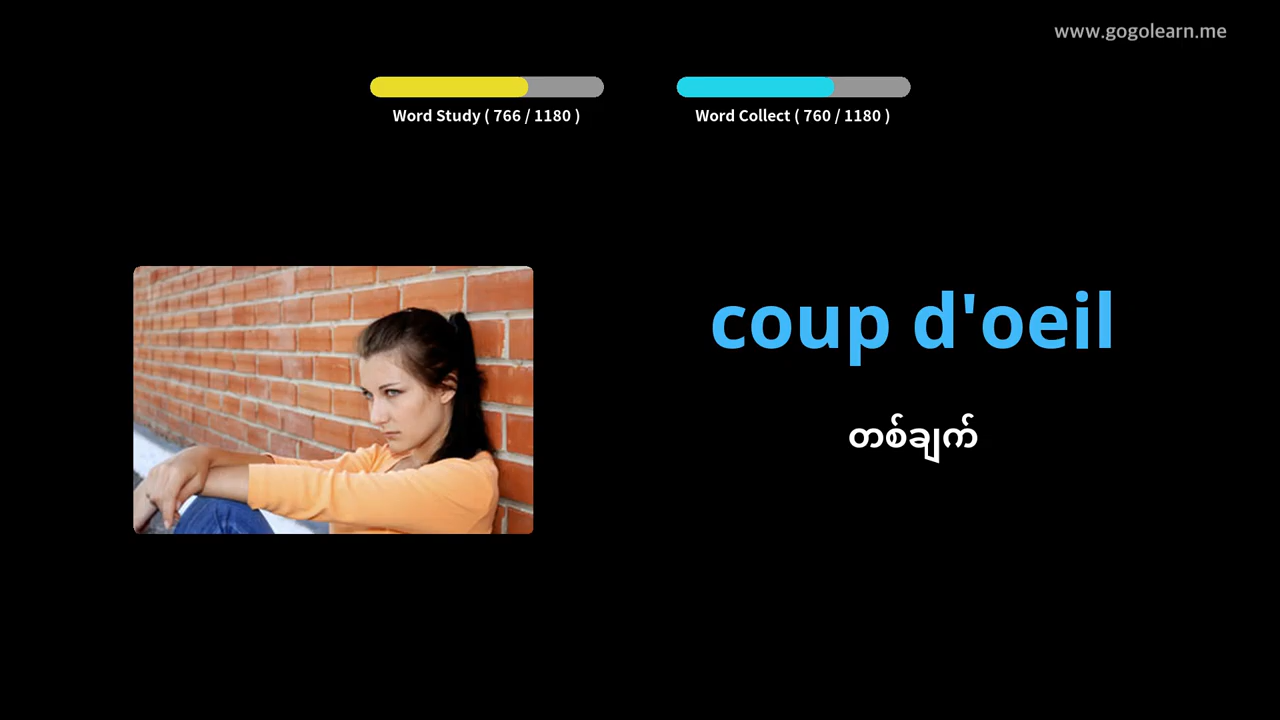 www.gogolearn.me
Word Study ( 766 / 1180 )
Word Collect ( 760 / 1180 )
coup d'oeil
တစ်ချက်